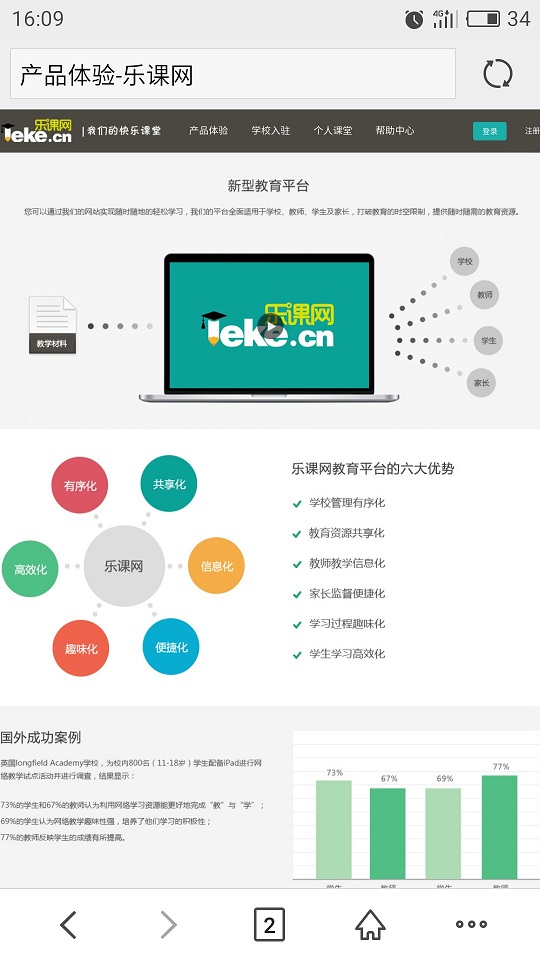 16:09
4G
34
产品体验-乐课网
乐课网
leke.cn
|我们的快乐课堂
产品体验
学校入驻
个人课堂
帮助中心
登录
注册
新型教育平台
您可以通过我们的网站实现随时随地的轻松学习，我们的平台全面适用于学校、教师、学生及家长，打破教育的时空限制，提供随时随需的教育资源。
教学材料
乐课网
leke.cn
学校
教师
学生
家长
有序化
共享化
高效化
乐课网
信息化
趣味化
便捷化
乐课网教育平台的六大优势
学校管理有序化
教育资源共享化
教师教学信息化
家长监督便捷化
学习过程趣味化
学生学习高效化
国外成功案例
英国longfield Academy学校，为校内800名（11-18岁）学生配备iPad进行网
络教学试点活动并进行调查，结果显示：
73%的学生和67%的教师认为利用网络学习资源能更好地完成“教”与“学”；
69%的学生认为网络教学趣味性强，培养了他们学习的积极性；
77%的教师反映学生的成绩有所提高。
73%
67%
69%
77%
学生
教师
学生
教师
2